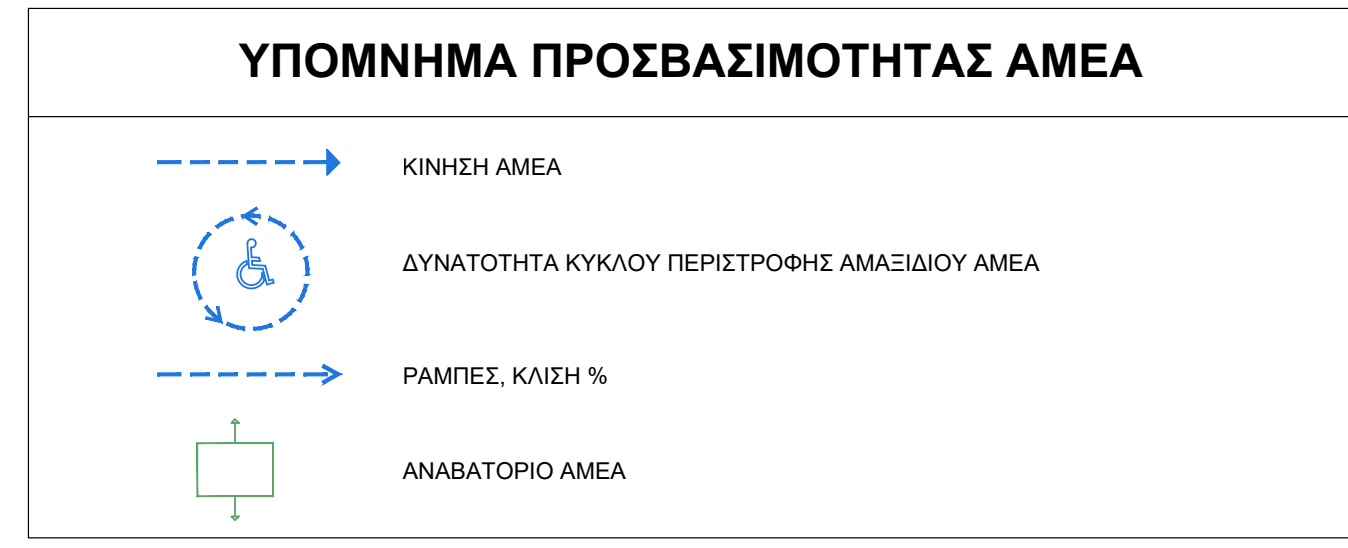 ΥΠΟΜΝΗΜΑ ΠΡΟΣΒΑΣΙΜΟΤΗΤΑΣ ΑΜΕΑ
ΚΙΝΗΣΗ ΑΜΕΑ
ΔΥΝΑΤΟΤΗΤΑ ΚΥΚΛΟΥ ΠΕΡΙΣΤΡΟΦΗΣ ΑΜΑΞΙΔΙΟΥ ΑΜΕΑ
ΡΑΜΠΕΣ, ΚΛΙΣΗ %
ΑΝΑΒΑΤΟΡΙΟ ΑΜΕΑ